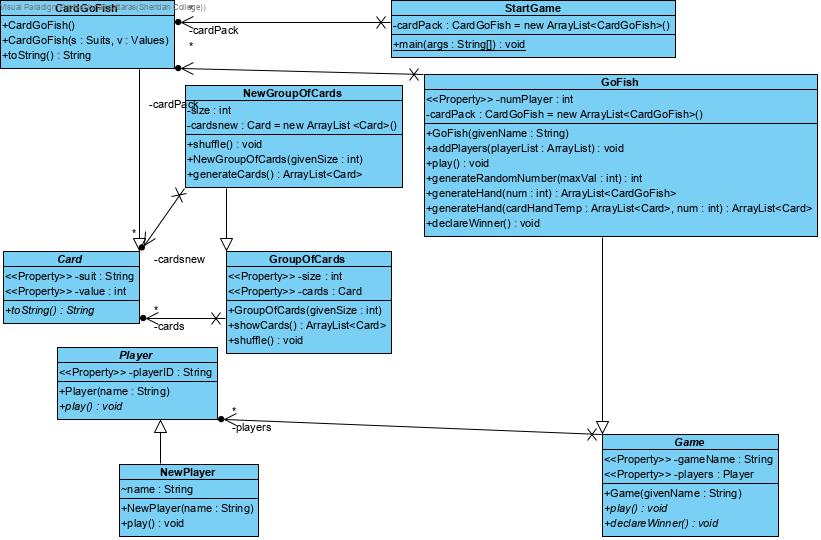 CardGoFish
+CardGoFish()
+CardGoFish(s : Suits, v : Values)
+toString() : String
*
-cardPack
*
-cardPack
StartGame
-cardPack : CardGoFish = new ArrayList<CardGoFish>()
+main(args : String[]) : void
NewGroupOfCards
-size : int
-cardsnew : Card = new ArrayList <Card>()
+shuffle() : void
+NewGroupOfCards(givenSize : int)
+generateCards() : ArrayList<Card>
GoFish
<<Property>> -numPlayer : int
-cardPack : CardGoFish = new ArrayList<CardGoFish>()
+GoFish(givenName : String)
+addPlayers(playerList : ArrayList) : void
+play() : void
+generateRandomNumber(maxVal : int) : int
+generateHand(num : int) : ArrayList<CardGoFish>
+generateHand(cardHandTemp : ArrayList<Card>, num : int) : ArrayList<Card>
+declareWinner() : void
*
-cardsnew
Card
<<Property>> -suit : String
<<Property>> -value : int
+toString() : String
*
-cards
GroupOfCards
<<Property>> -size : int
<<Property>> -cards : Card
+GroupOfCards(givenSize : int)
+showCards() : ArrayList<Card>
+shuffle() : void
Player
<<Property>> -playerID : String
+Player(name : String)
+play() : void
*
-players
NewPlayer
~name : String
+NewPlayer(name : String)
+play() : void
Game
<<Property>> -gameName : String
<<Property>> -players : Player
+Game(givenName : String)
+play() : void
+declareWinner() : void